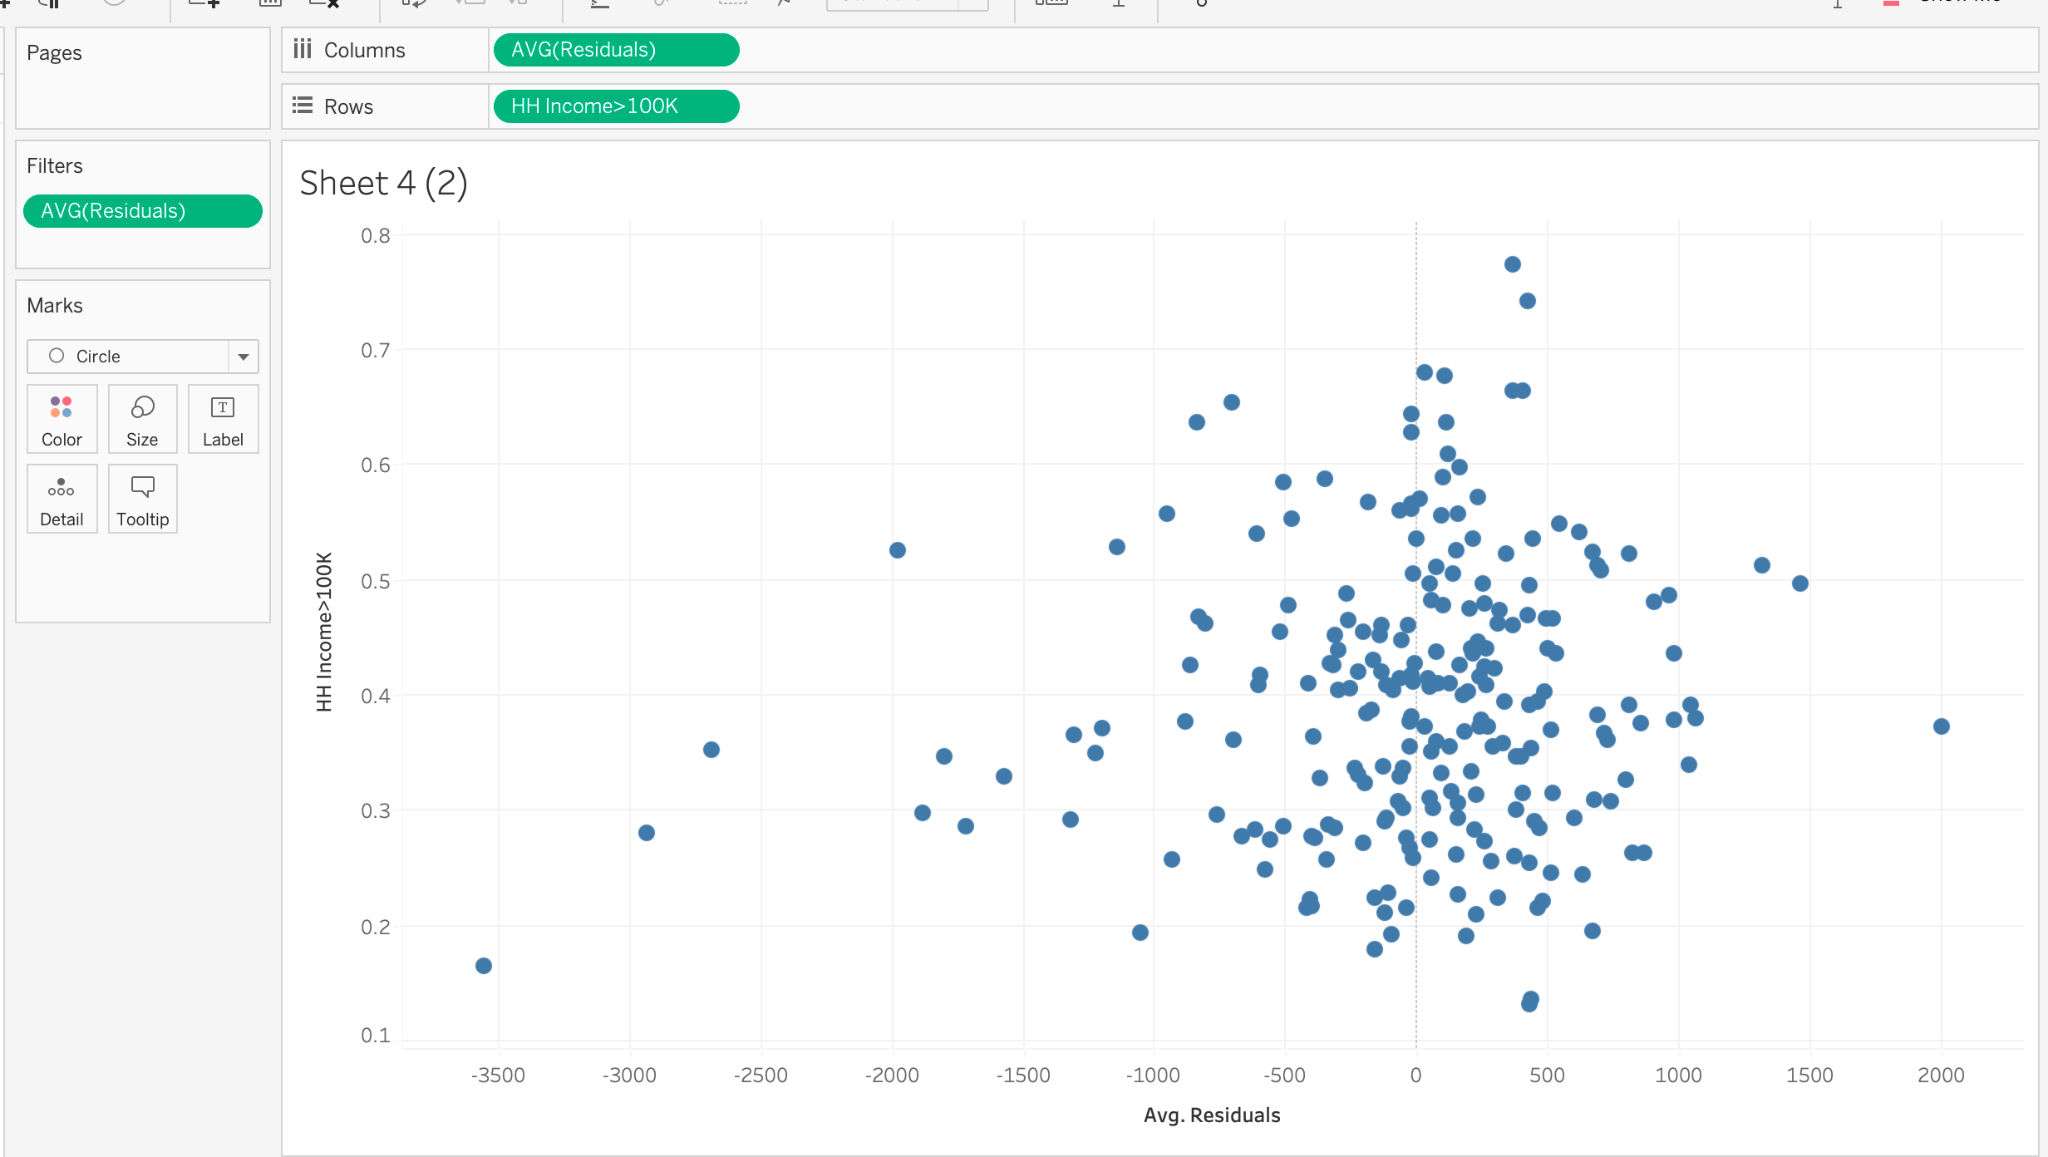 Pages
Columns
AVG(Residuals)
Rows
HH Income>100K
Filters
AVG(Residuals)
Marks
Circle
Color
Size
Label
Detail
Tooltip
Sheet 4 (2)
0.8
0.7
0.6
0.5
0.4
0.3
0.2
0.1
HH Income>100K
-3500
-3000
-2500
-2000
-1500
-1000
-500
0
500
1000
1500
2000
Avg. Residuals